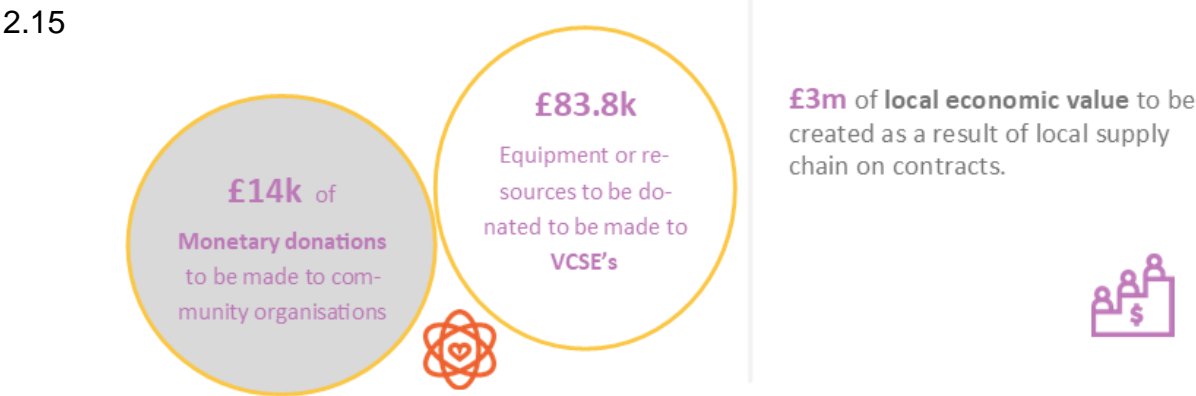 2.15
£14k of
Monetary donations
to be made to com-
munity organisations
£83.8k
Equipment or re-
sources to be do-
nated to be made to
VCSE's
£3m of local economic value to be
created as a result of local supply
chain on contracts.
$